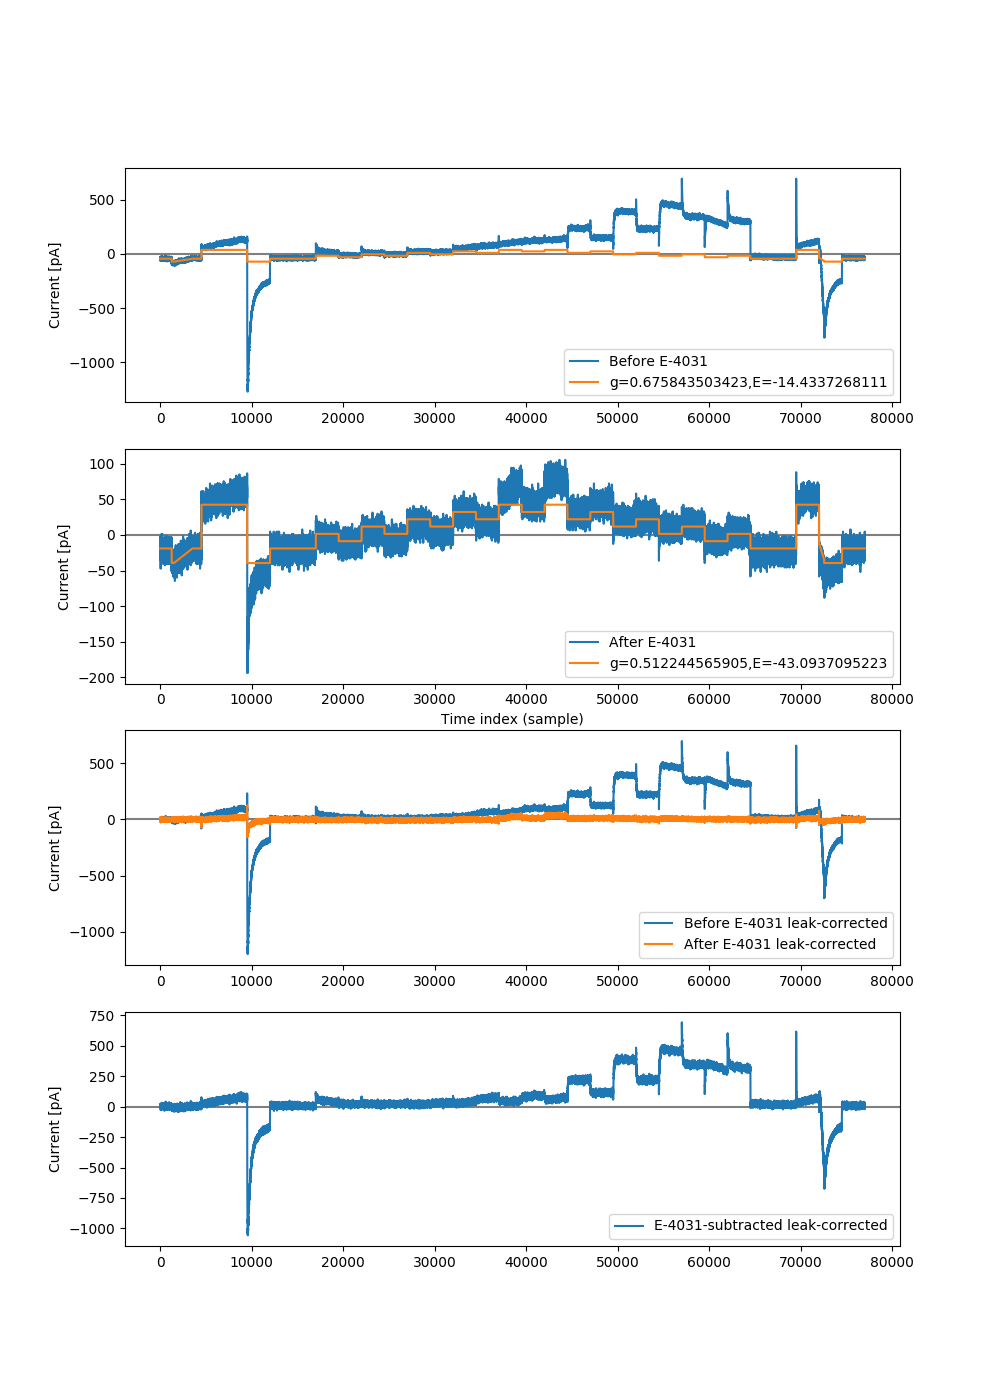 500
0
−500
−1000
Current [pA]
Before E-4031
g=0.675843503423,E=-14.4337268111
0 10000 20000 30000 40000 50000 60000 70000 80000
100
50
0
−50
−100
−150
−200
Current [pA]
After E-4031
g=0.512244565905,E=-43.0937095223
0 10000 20000 30000 40000 50000 60000 70000 80000
Time index (sample)
500
0
−500
−1000
Current [pA]
Before E-4031 leak-corrected
After E-4031 leak-corrected
0 10000 20000 30000 40000 50000 60000 70000 80000
750
500
250
0
−250
−500
−750
−1000
Current [pA]
E-4031-subtracted leak-corrected
0 10000 20000 30000 40000 50000 60000 70000 80000